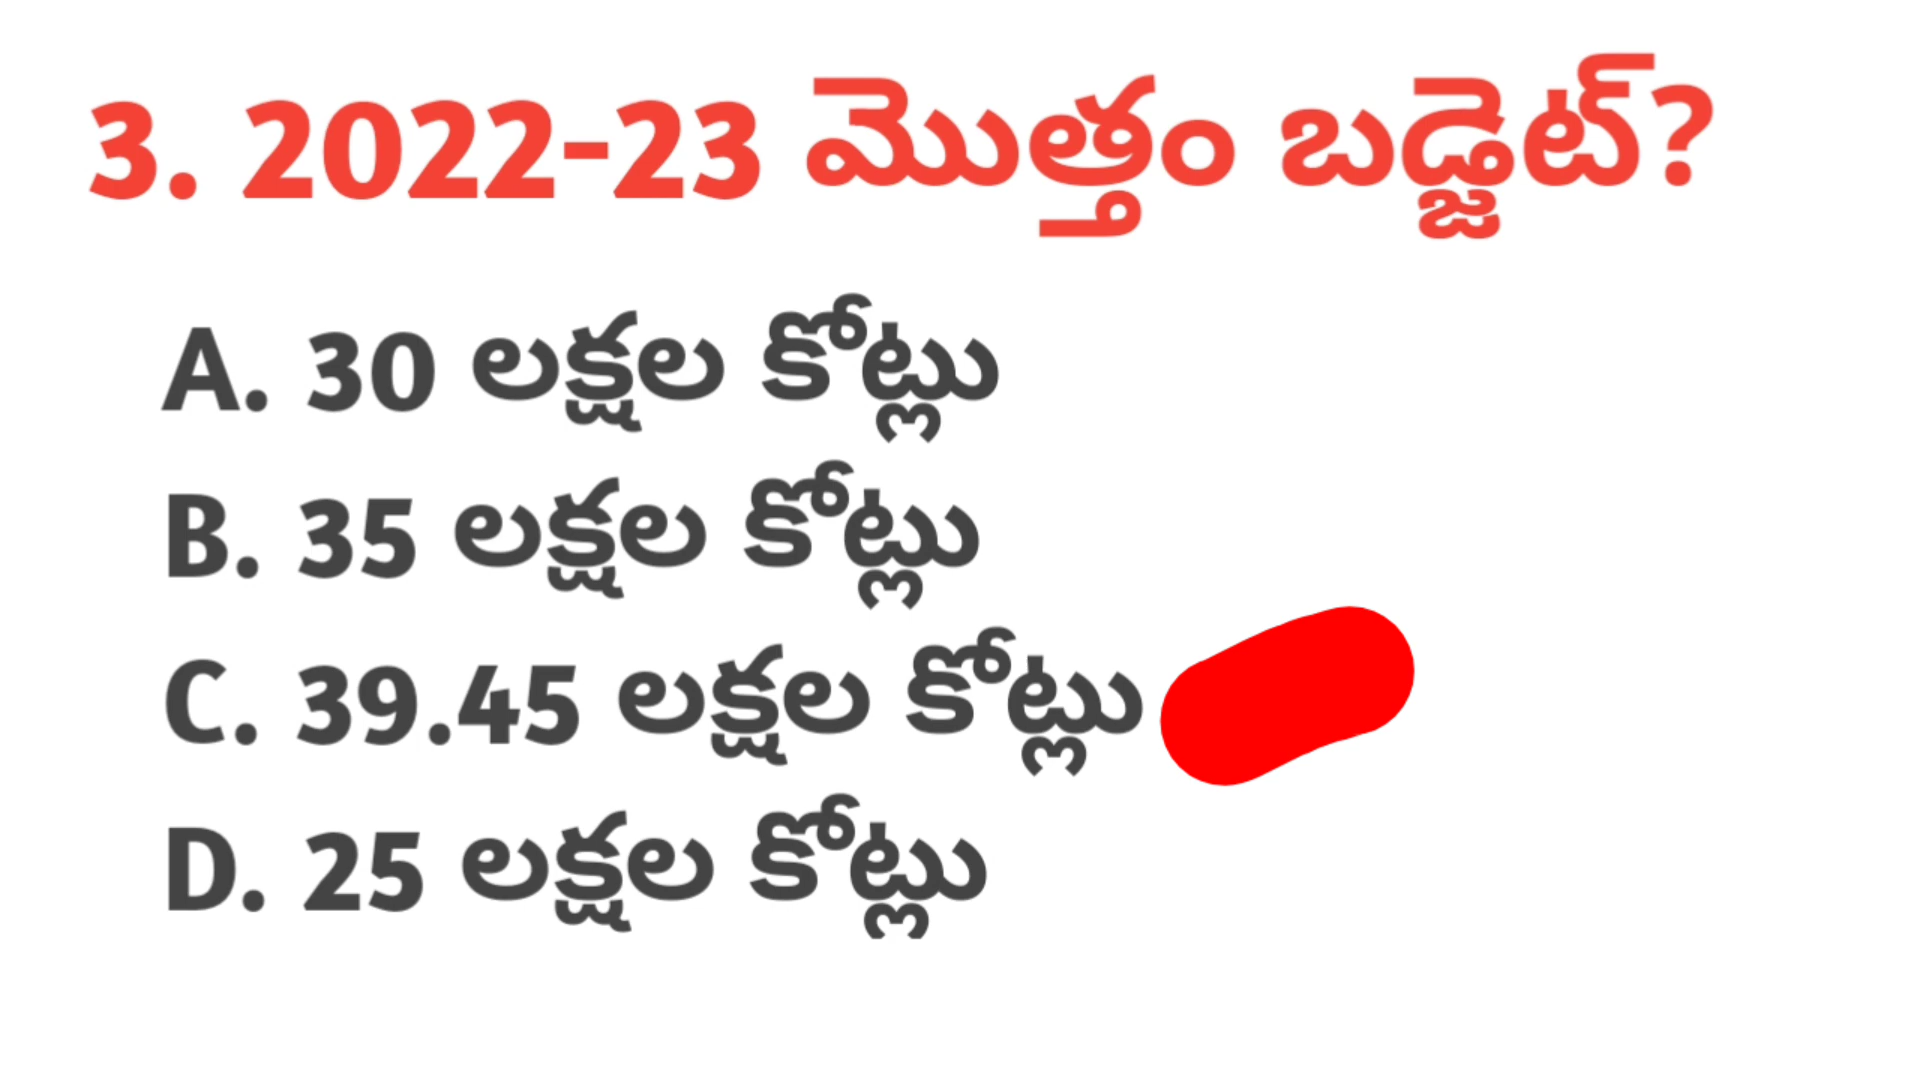 3. 2022-23 మొత్తం బడ్జెట్?
A. 30 లక్షల కోట్లు
B. 35 లక్షల కోట్లు
C. 39.45 లక్షల కోట్లు
D. 25 లక్షల కోట్లు